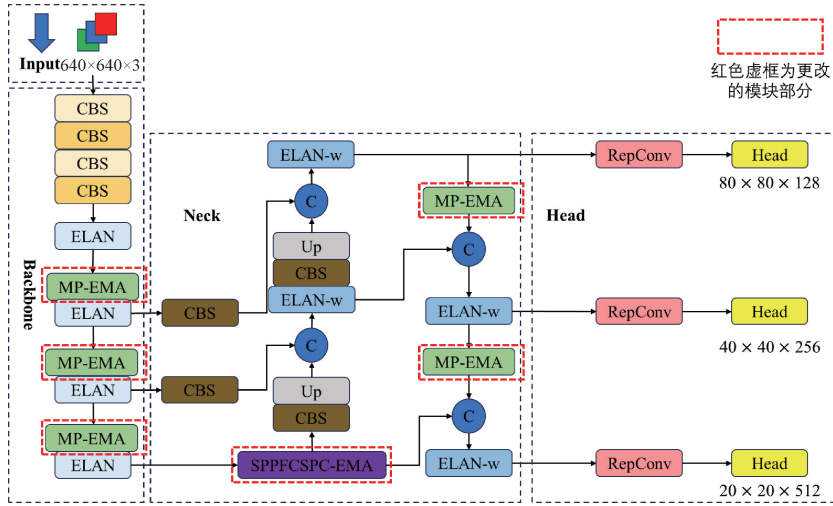 Input 640×640×3
红色虚框为更改
的模块部分
CBS
CBS
CBS
CBS
ELAN
MP-EMA
ELAN
MP-EMA
ELAN
MP-EMA
ELAN
Backbone
Neck
CBS
CBS
ELAN-w
C
Up
CBS
ELAN-w
C
Up
CBS
SPPFCSPC-EMA
MP-EMA
C
ELAN-w
MP-EMA
C
ELAN-w
Head
RepConv
Head
80 × 80 × 128
RepConv
Head
40 × 40 × 256
RepConv
Head
20 × 20 × 512